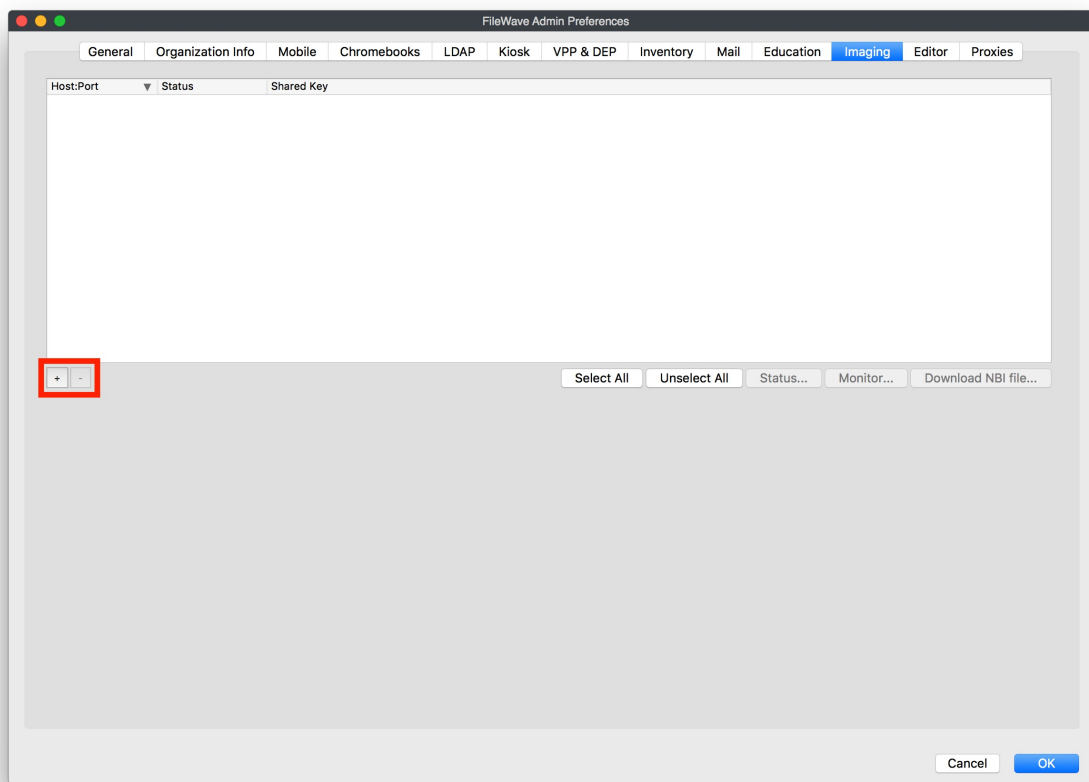 FileWave Admin Preferences
General Organization Info Mobile Chromebooks LDAP Kiosk VPP & DEP Inventory Mail Education Imaging Editor Proxies
Host:Port ▼ Status Shared Key
+ - Select All Unselect All Status... Monitor... Download NBI file...
Cancel OK